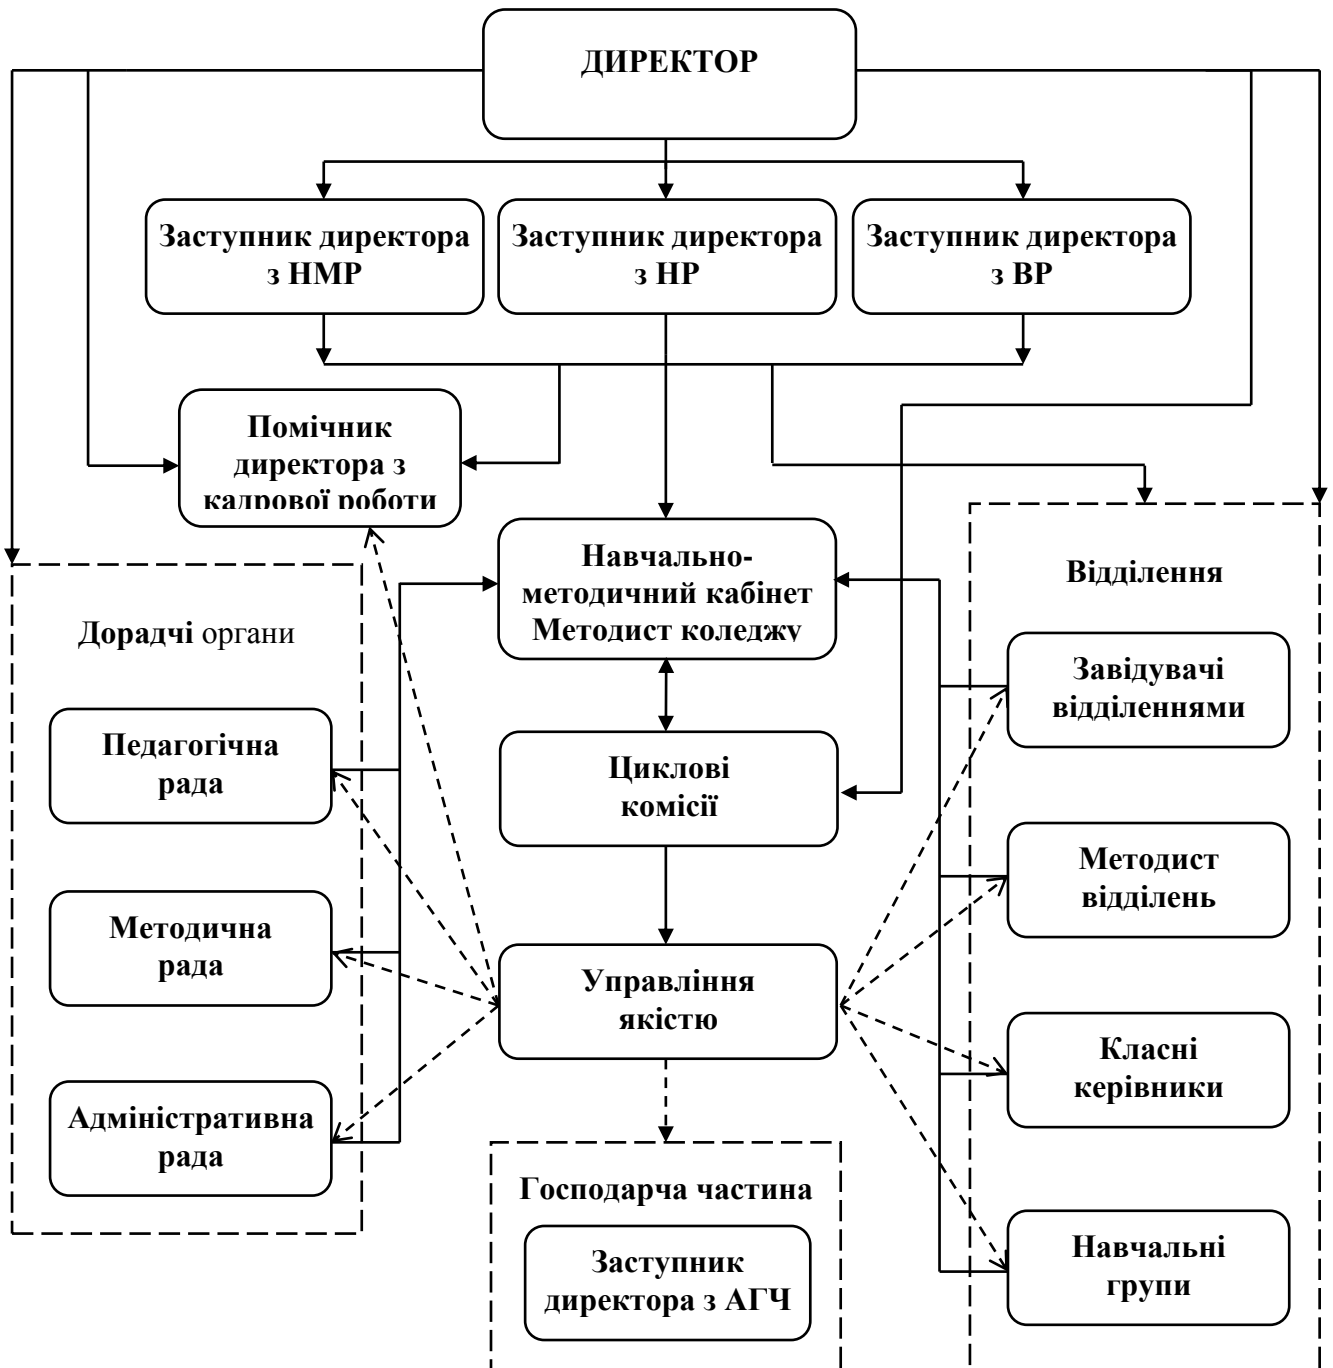 ДИРЕКТОР
Заступник директора
з НМР
Заступник директора
з НР
Заступник директора
з ВР
Помічник
директора з
кадрової роботи
Навчально-
методичний кабінет
Методист коледжу
Відділення
Дорадчі органи
Завідувачі
відділеннями
Педагогічна
рада
Циклові
комісії
Методист
відділень
Методична
рада
Управління
якістю
Класні
керівники
Адміністративна
рада
Господарча частина
Заступник
директора з АГЧ
Навчальні
групи